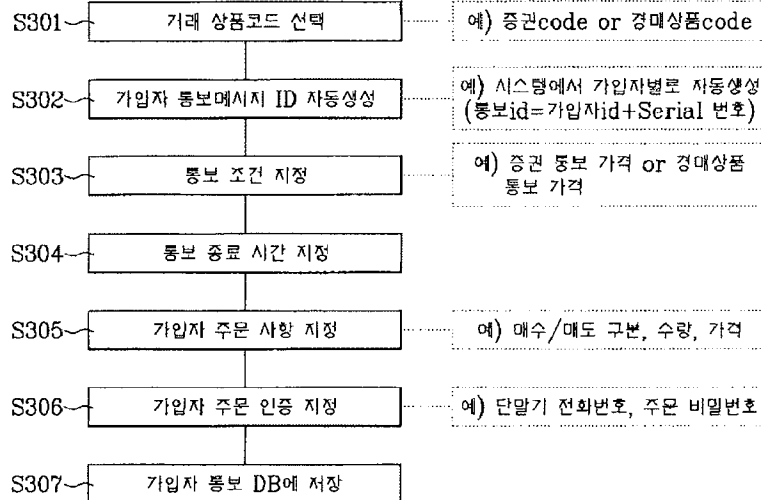 S301 거래 상품코드 선택 예) 증권code or 경매상품code
S302 가입자 통보메시지 ID 자동생성 예) 시스템에서 가입자별로 자동생성
(통보id=가입자id+Serial 번호)
S303 통보 조건 지정 예) 증권 통보 가격 or 경매상품
통보 가격
S304 통보 종료 시간 지정
S305 가입자 주문 사항 지정 예) 매수/매도 구분, 수량, 가격
S306 가입자 주문 인증 지정 예) 단말기 전화번호, 주문 비밀번호
S307 가입자 통보 DB에 저장